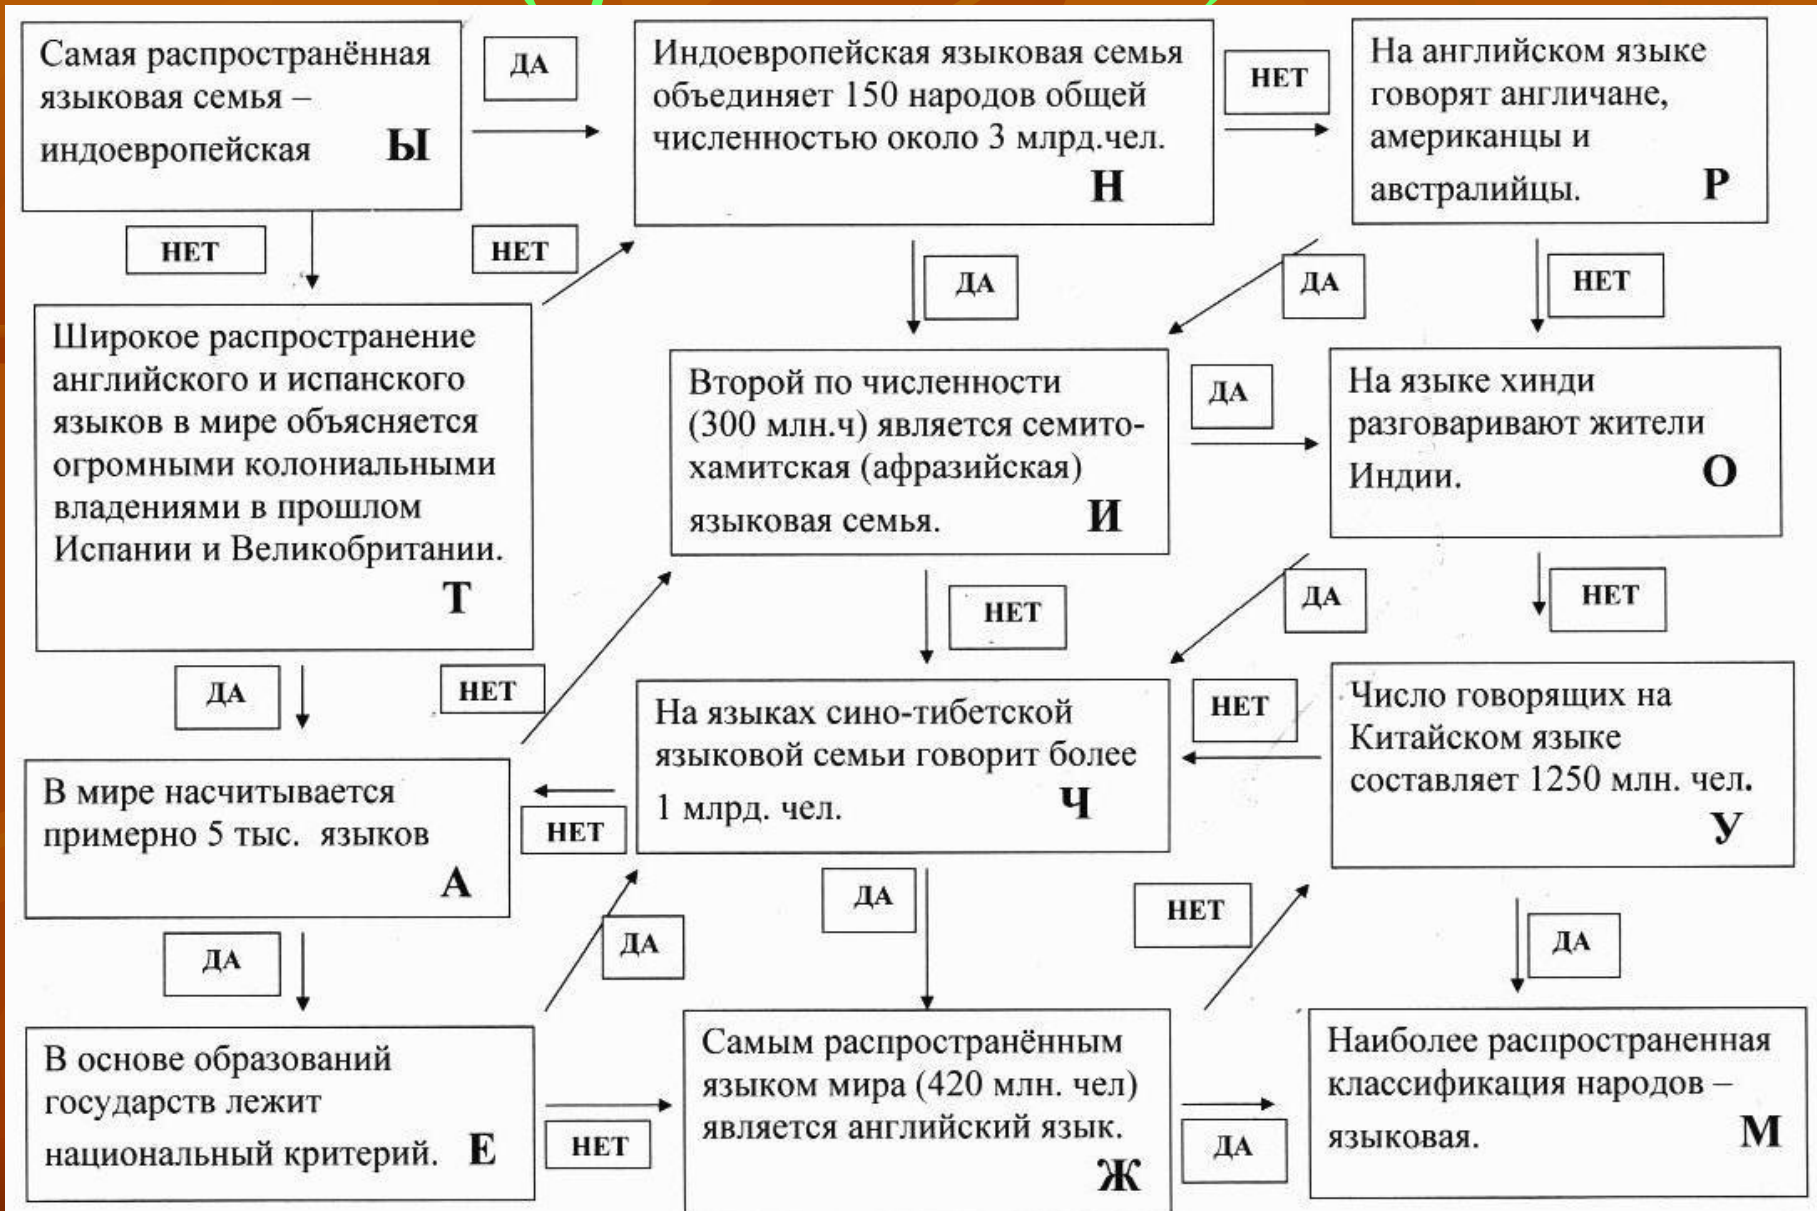 Самая распространённая
языковая семья –
индоевропейская Ы
ДА
Индоевропейская языковая семья
объединяет 150 народов общей
численностью около 3 млрд.чел.
Н
НЕТ
На английском языке
говорят англичане,
американцы и
австралийцы. Р
НЕТ
НЕТ
ДА
ДА
НЕТ
Широкое распространение
английского и испанского
языков в мире объясняется
огромными колониальными
владениями в прошлом
Испании и Великобритании.
Т
Второй по численности
(300 млн.ч) является семито-
хамитская (афразийская)
языковая семья. И
ДА
На языке хинди
разговаривают жители
Индии. О
ДА
НЕТ
НЕТ
ДА
НЕТ
В мире насчитывается
примерно 5 тыс. языков
А
НЕТ
На языках сино-тибетской
языковой семьи говорит более
1 млрд. чел. Ч
НЕТ
Число говорящих на
Китайском языке
составляет 1250 млн. чел.
У
ДА
ДА
ДА
НЕТ
ДА
В основе образований
государств лежит
национальный критерий. Е
НЕТ
Самым распространённым
языком мира (420 млн. чел)
является английский язык.
Ж
ДА
Наиболее распространенная
классификация народов –
языковая. М